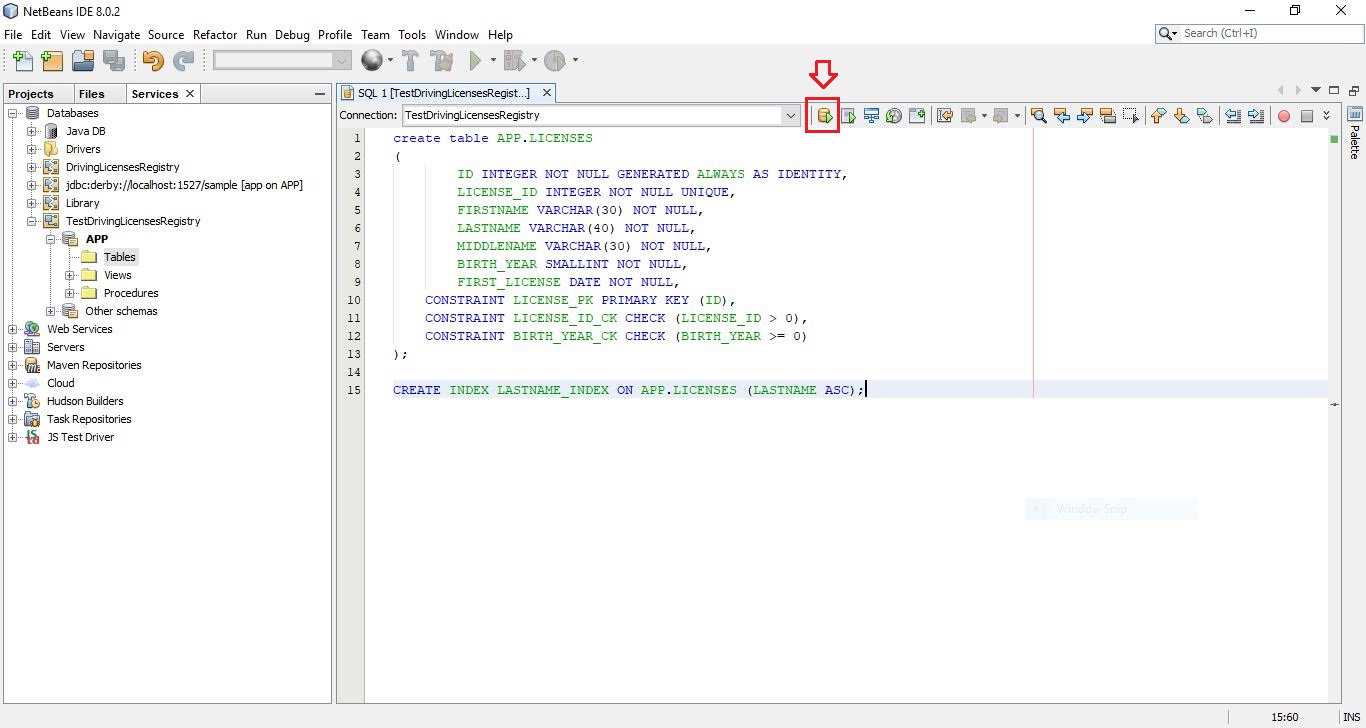 NetBeans IDE 8.0.2
File Edit View Navigate Source Refactor Run Debug Profile Team Tools Window Help
Search (Ctrl+I)
Projects Files Services
Databases
Java DB
Drivers
DrivingLicensesRegistry
jdbc:derby://localhost:1527/sample [app on APP]
Library
TestDrivingLicensesRegistry
APP
Tables
Views
Procedures
Other schemas
Web Services
Servers
Maven Repositories
Cloud
Hudson Builders
Task Repositories
JS Test Driver
SQL 1 [TestDrivingLicensesRegist...]
Connection: TestDrivingLicensesRegistry
1 create table APP.LICENSES
2 (
3 ID INTEGER NOT NULL GENERATED ALWAYS AS IDENTITY,
4 LICENSE_ID INTEGER NOT NULL UNIQUE,
5 FIRSTNAME VARCHAR(30) NOT NULL,
6 LASTNAME VARCHAR(40) NOT NULL,
7 MIDDLENAME VARCHAR(30) NOT NULL,
8 BIRTH_YEAR SMALLINT NOT NULL,
9 FIRST_LICENSE DATE NOT NULL,
10 CONSTRAINT LICENSE_PK PRIMARY KEY (ID),
11 CONSTRAINT LICENSE_ID_CK CHECK (LICENSE_ID > 0),
12 CONSTRAINT BIRTH_YEAR_CK CHECK (BIRTH_YEAR >= 0)
13 );
14
15 CREATE INDEX LASTNAME_INDEX ON APP.LICENSES (LASTNAME ASC);
Window Snip
Palette
15:60 INS